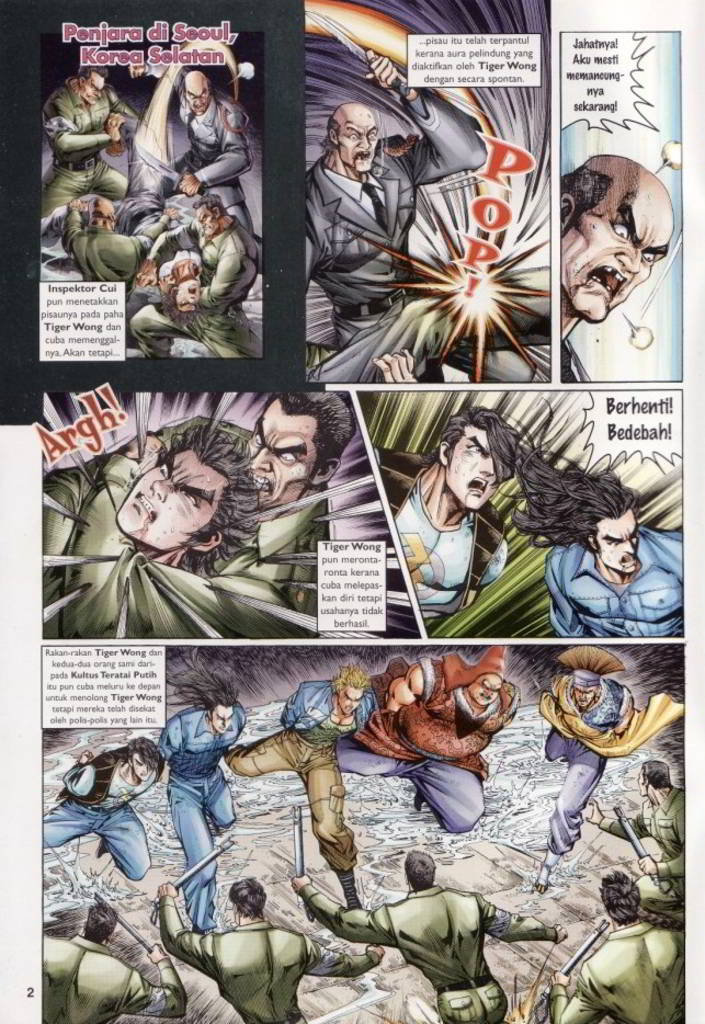 Penjara di Seoul,
Korea Selatan
Inspektor Cui
pun menetakkan
pisaunya pada paha
Tiger Wong dan
cuba memenggal-
nya. Akan tetapi...
...pisau itu telah terpantul
kerana aura pelindung yang
diaktifkan oleh Tiger Wong
dengan secara spontan.
POP!
Jahatnya!
Aku mesti
memancung-
nya
sekarang!
Argh!
Tiger Wong
pun meronta-
ronta kerana
cuba melepas-
kan diri tetapi
usahanya tidak
berhasil.
Berhenti!
Bedebah!
Rakan-rakan Tiger Wong dan
kedua-dua orang sami dari-
pada Kultus Teratai Putih
itu pun cuba meluru ke depan
untuk menolong Tiger Wong
tetapi mereka telah disekat
oleh polis-polis yang lain itu.
2